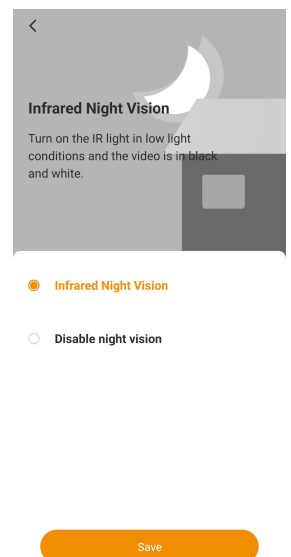 Infrared Night Vision
Turn on the IR light in low light
conditions and the video is in black
and white.
Infrared Night Vision
Disable night vision
Save